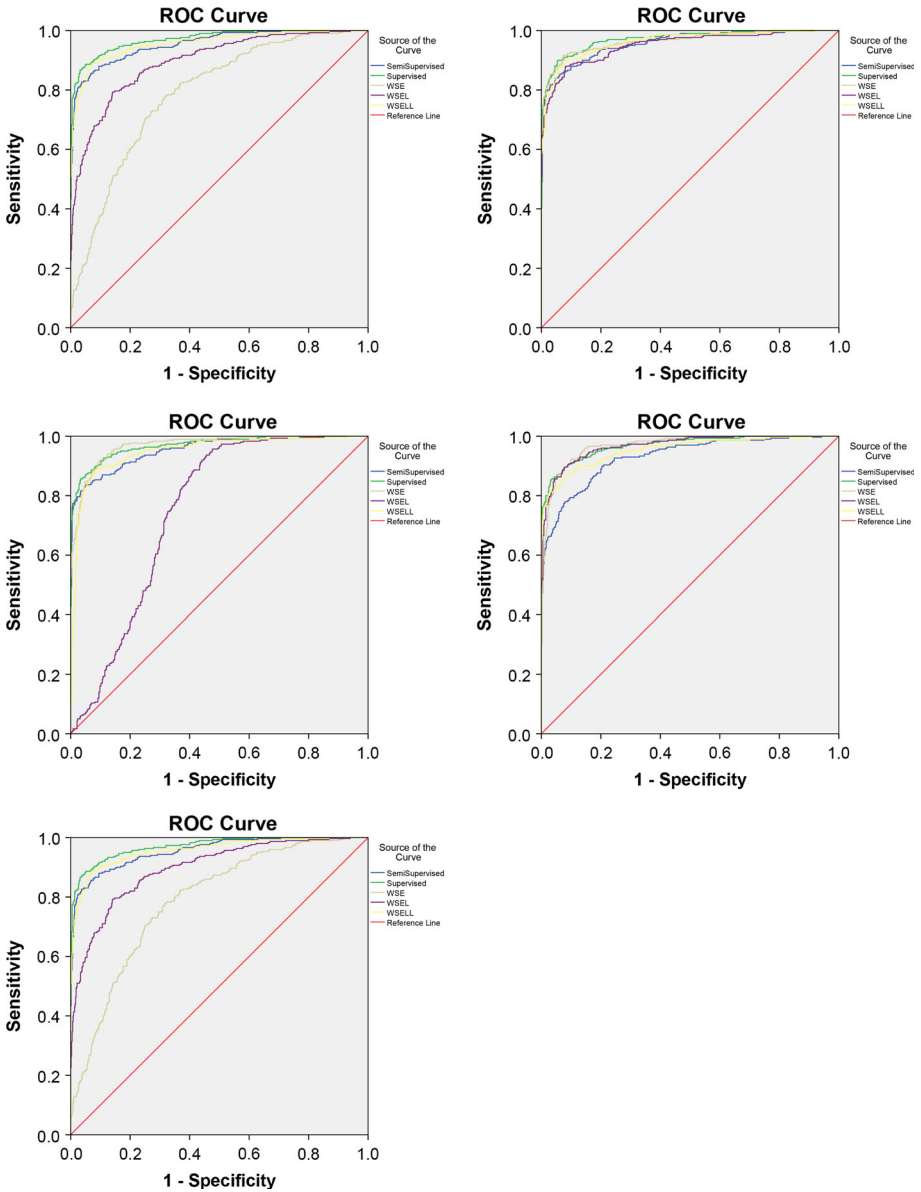 ROC Curve
1.0
0.8
0.6
0.4
0.2
0.0
0.0 0.2 0.4 0.6 0.8 1.0
Sensitivity
1 - Specificity
Source of the
Curve
SemiSupervised
Supervised
WSE
WSEL
WSELL
Reference Line
ROC Curve
1.0
0.8
0.6
0.4
0.2
0.0
0.0 0.2 0.4 0.6 0.8 1.0
Sensitivity
1 - Specificity
Source of the
Curve
SemiSupervised
Supervised
WSE
WSEL
WSELL
Reference Line
ROC Curve
1.0
0.8
0.6
0.4
0.2
0.0
0.0 0.2 0.4 0.6 0.8 1.0
Sensitivity
1 - Specificity
Source of the
Curve
SemiSupervised
Supervised
WSE
WSEL
WSELL
Reference Line
ROC Curve
1.0
0.8
0.6
0.4
0.2
0.0
0.0 0.2 0.4 0.6 0.8 1.0
Sensitivity
1 - Specificity
Source of the
Curve
SemiSupervised
Supervised
WSE
WSEL
WSELL
Reference Line
ROC Curve
1.0
0.8
0.6
0.4
0.2
0.0
0.0 0.2 0.4 0.6 0.8 1.0
Sensitivity
1 - Specificity
Source of the
Curve
SemiSupervised
Supervised
WSE
WSEL
WSELL
Reference Line